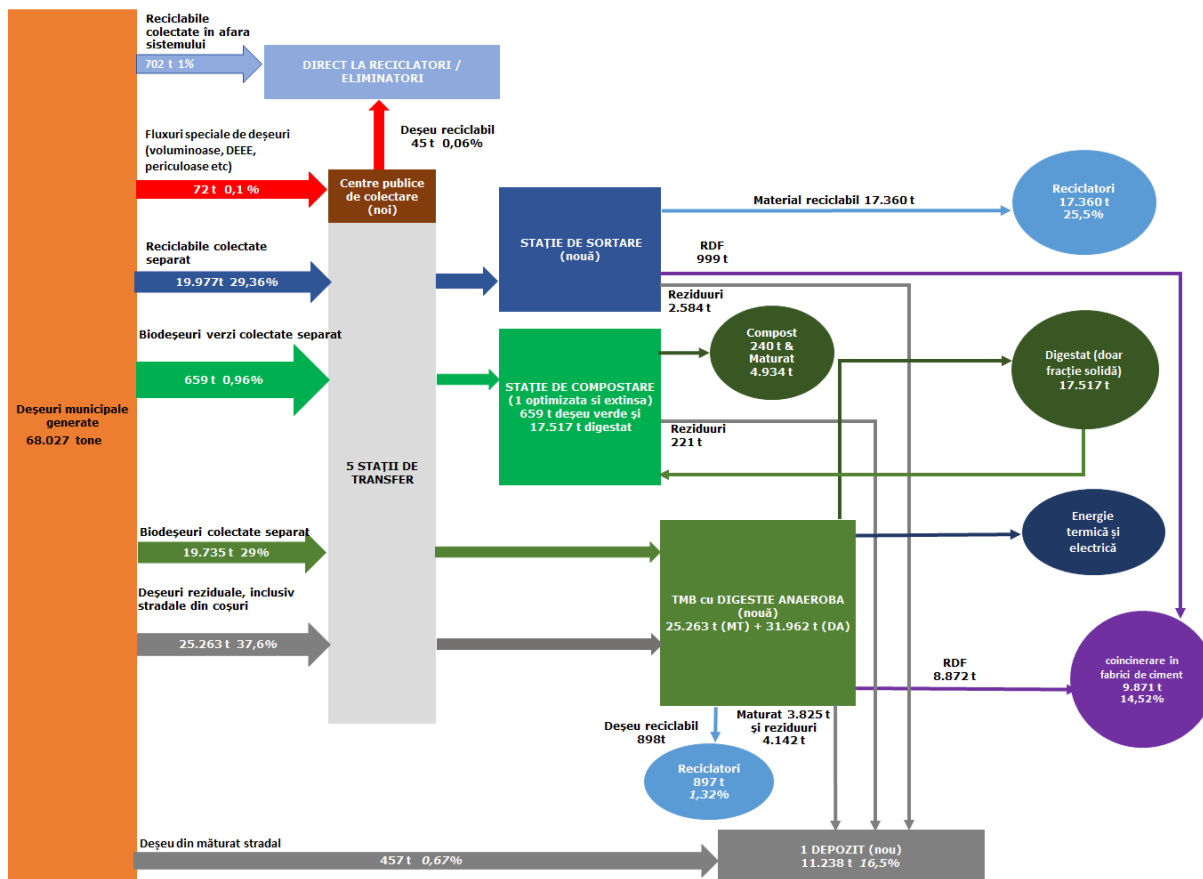 Reciclabile
colectate în afara
sistemului
702 t 1%
DIRECT LA RECICLATORI /
ELIMINATORI
Deșeu reciclabil
45 t 0,06%
Fluxuri speciale de deșeuri
(voluminoase, DEEE,
periculoase etc)
72 t 0,1 %
Centre publice
de colectare
(noi)
Reciclabile colectate
separat
19.977t 29,36%
STAȚIE DE SORTARE
(nouă)
Material reciclabil 17.360 t
Reciclatori
17.360 t
25,5%
RDF
999 t
Reziduuri
2.584 t
Biodeșeuri verzi colectate separat
659 t 0,96%
STAȚIE DE COMPOSTARE
(1 optimizata si extinsa)
659 t deșeu verde și
17.517 t digestat
Compost
240 t &
Maturat
4.934 t
Digestat (doar
fracție solidă)
17.517 t
Reziduuri
221 t
Deșeuri municipale
generate
68.027 tone
5 STAȚII DE
TRANSFER
Biodeșeuri colectate separat
19.735 t 29%
Energie
termică și
electrică
Deșeuri reziduale, inclusiv
stradale din coșuri
25.263 t 37,6%
TMB cu DIGESTIE ANAEROBA
(nouă)
25.263 t (MT) + 31.962 t (DA)
RDF
8.872 t
coincinerare în
fabrici de ciment
9.871 t
14,52%
Deșeu reciclabil
898t
Maturat 3.825 t
și reziduuri
4.142 t
Reciclatori
897 t
1,32%
Deșeu din măturat stradal
457 t 0,67%
1 DEPOZIT (nou)
11.238 t 16,5%